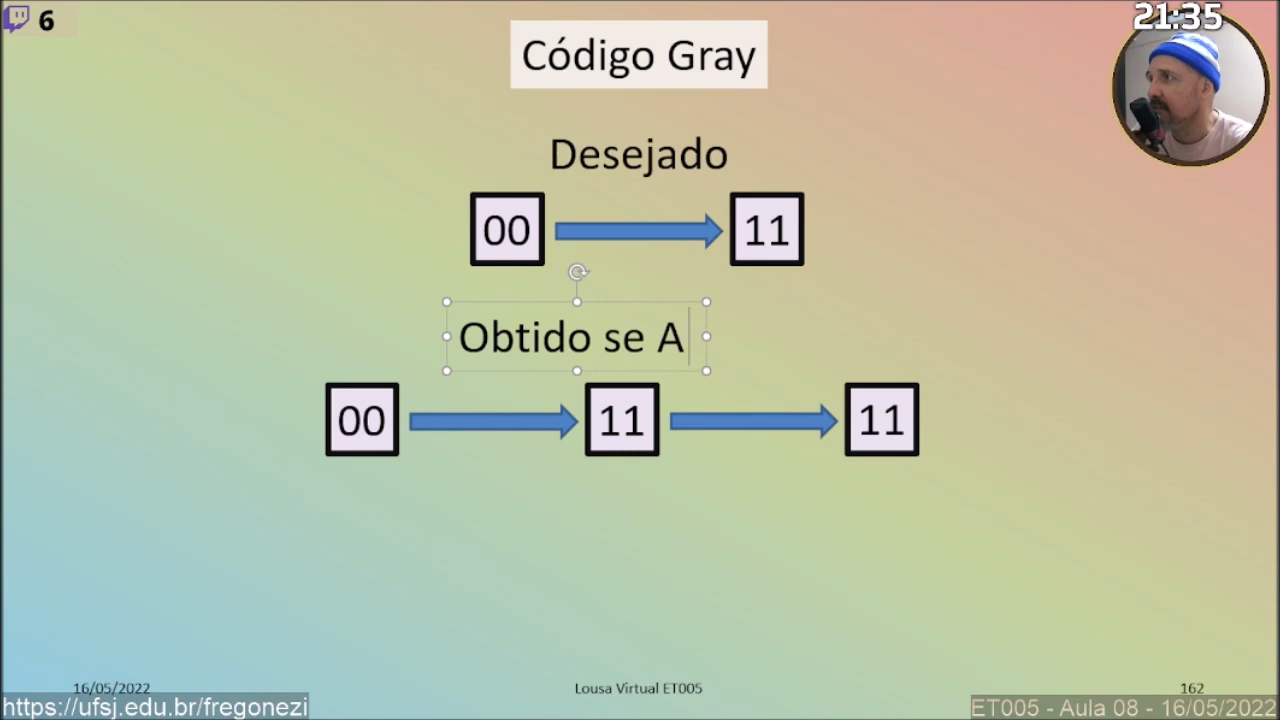 6
21:35
Código Gray
Desejado
00 11
Obtido se A
00 11 11
16/05/2022 Lousa Virtual ET005 162
https://ufsj.edu.br/fregonezi ET005 - Aula 08 - 16/05/2022